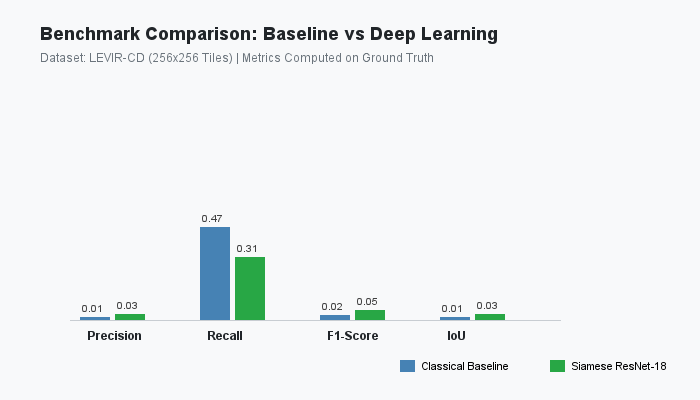 Benchmark Comparison: Baseline vs Deep Learning
Dataset: LEVIR-CD (256x256 Tiles) | Metrics Computed on Ground Truth
0.47
0.31
0.01
0.03
0.02
0.05
0.01
0.03
Precision
Recall
F1-Score
IoU
Classical Baseline
Siamese ResNet-18